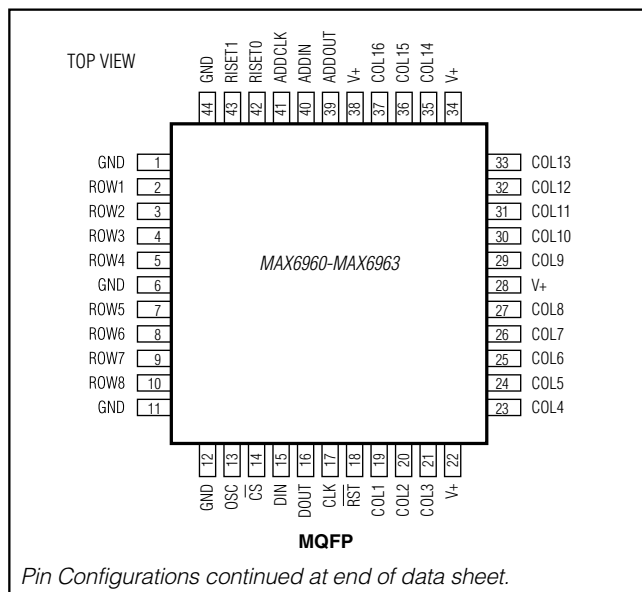 TOP VIEW
GND
RISET1
RISET0
ADDCLK
ADDIN
ADDOUT
V+
COL16
COL15
COL14
V+
44
43
42
41
40
39
38
37
36
35
34
GND 1
ROW1 2
ROW2 3
ROW3 4
ROW4 5
GND 6
ROW5 7
ROW6 8
ROW7 9
ROW8 10
GND 11
MAX6960-MAX6963
33 COL13
32 COL12
31 COL11
30 COL10
29 COL9
28 V+
27 COL8
26 COL7
25 COL6
24 COL5
23 COL4
12
13
14
15
16
17
18
19
20
21
22
GND
OSC
CS
DIN
DOUT
CLK
RST
COL1
COL2
COL3
V+
MQFP
Pin Configurations continued at end of data sheet.